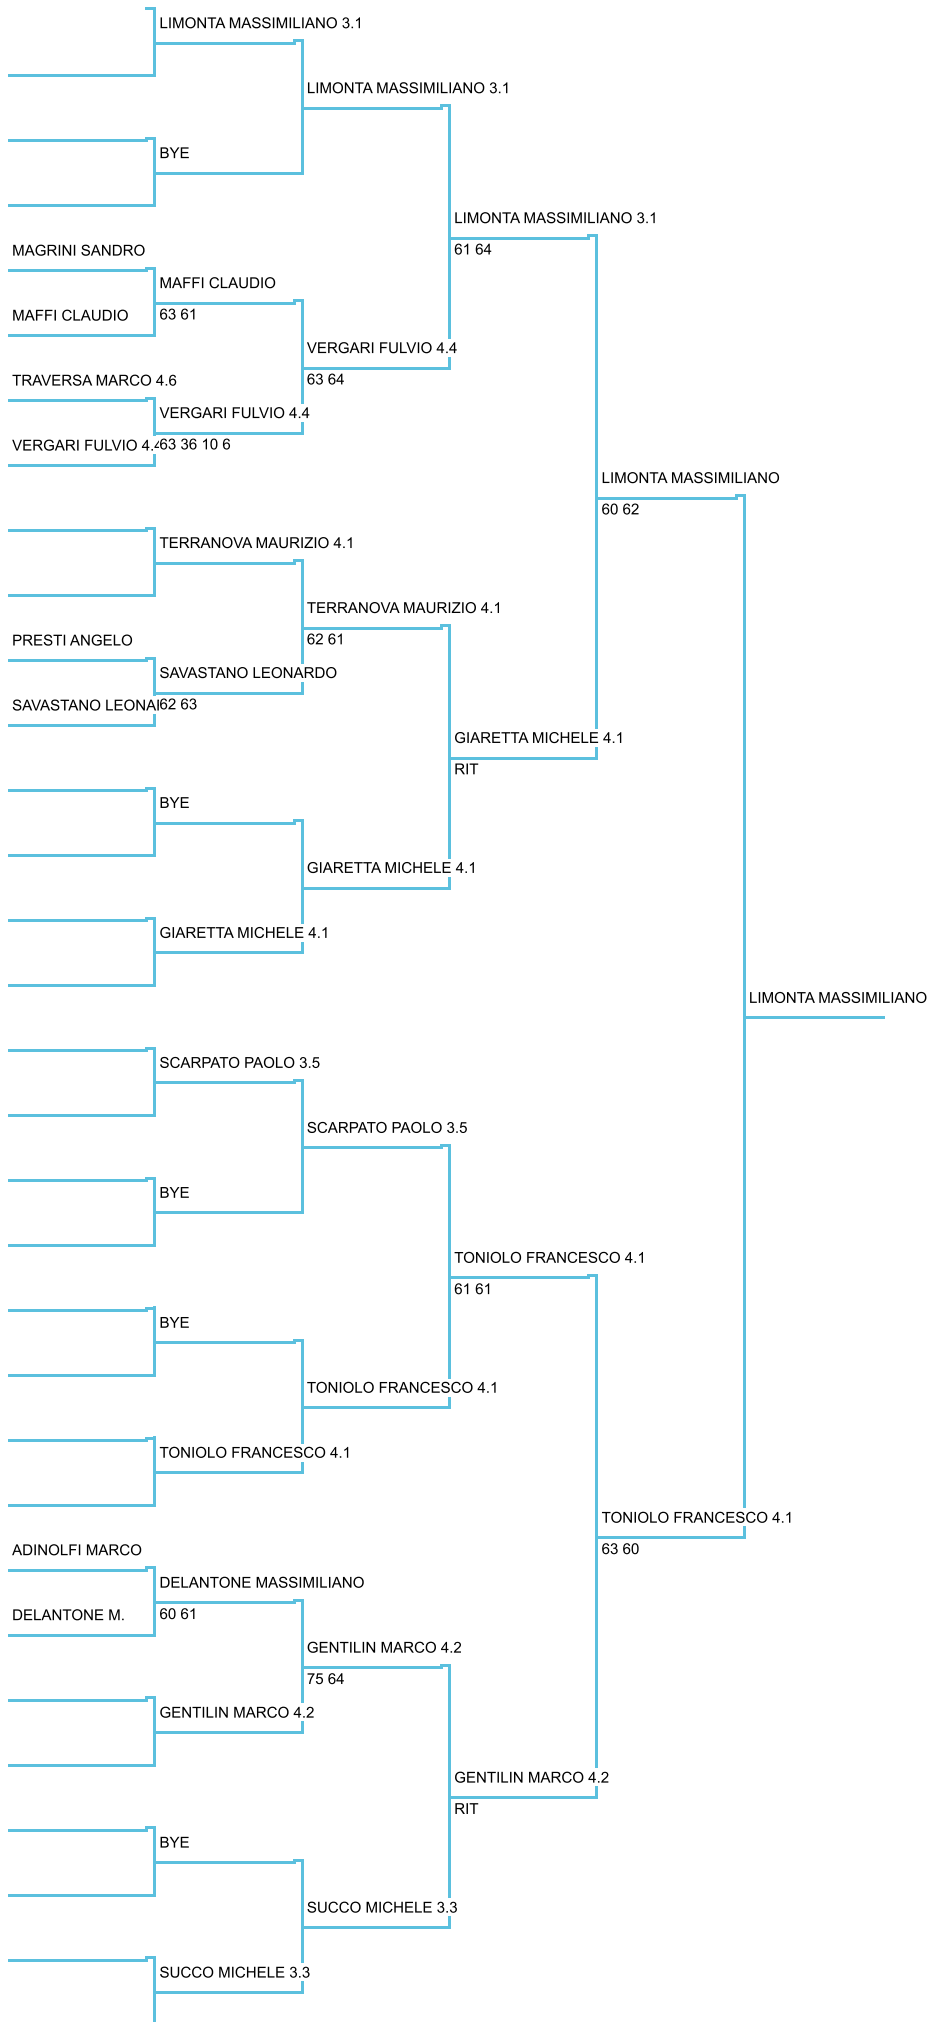 LIMONTA MASSIMILIANO 3.1
LIMONTA MASSIMILIANO 3.1
BYE
LIMONTA MASSIMILIANO 3.1
61 64
MAGRINI SANDRO
MAFFI CLAUDIO
63 61
MAFFI CLAUDIO
VERGARI FULVIO 4.4
63 64
TRAVERSA MARCO 4.6
VERGARI FULVIO 4.4
63 36 10 6
VERGARI FULVIO 4.4
LIMONTA MASSIMILIANO
60 62
TERRANOVA MAURIZIO 4.1
TERRANOVA MAURIZIO 4.1
62 61
PRESTI ANGELO
SAVASTANO LEONARDO
62 63
SAVASTANO LEONA
GIARETTA MICHELE 4.1
RIT
BYE
GIARETTA MICHELE 4.1
GIARETTA MICHELE 4.1
LIMONTA MASSIMILIANO
SCARPATO PAOLO 3.5
SCARPATO PAOLO 3.5
BYE
TONIOLO FRANCESCO 4.1
61 61
BYE
TONIOLO FRANCESCO 4.1
TONIOLO FRANCESCO 4.1
TONIOLO FRANCESCO 4.1
63 60
ADINOLFI MARCO
DELANTONE MASSIMILIANO
60 61
DELANTONE M.
GENTILIN MARCO 4.2
75 64
GENTILIN MARCO 4.2
GENTILIN MARCO 4.2
RIT
BYE
SUCCO MICHELE 3.3
SUCCO MICHELE 3.3